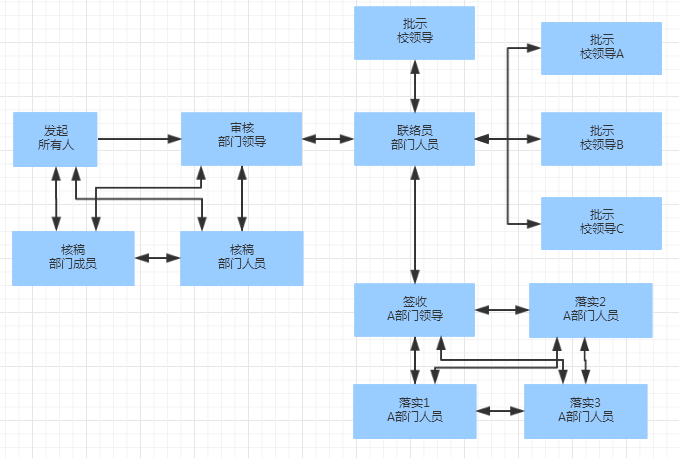 批示
校领导
批示
校领导A
发起
所有人
审核
部门领导
联络员
部门人员
批示
校领导B
批示
校领导C
核稿
部门成员
核稿
部门人员
签收
A部门领导
落实2
A部门人员
落实1
A部门人员
落实3
A部门人员